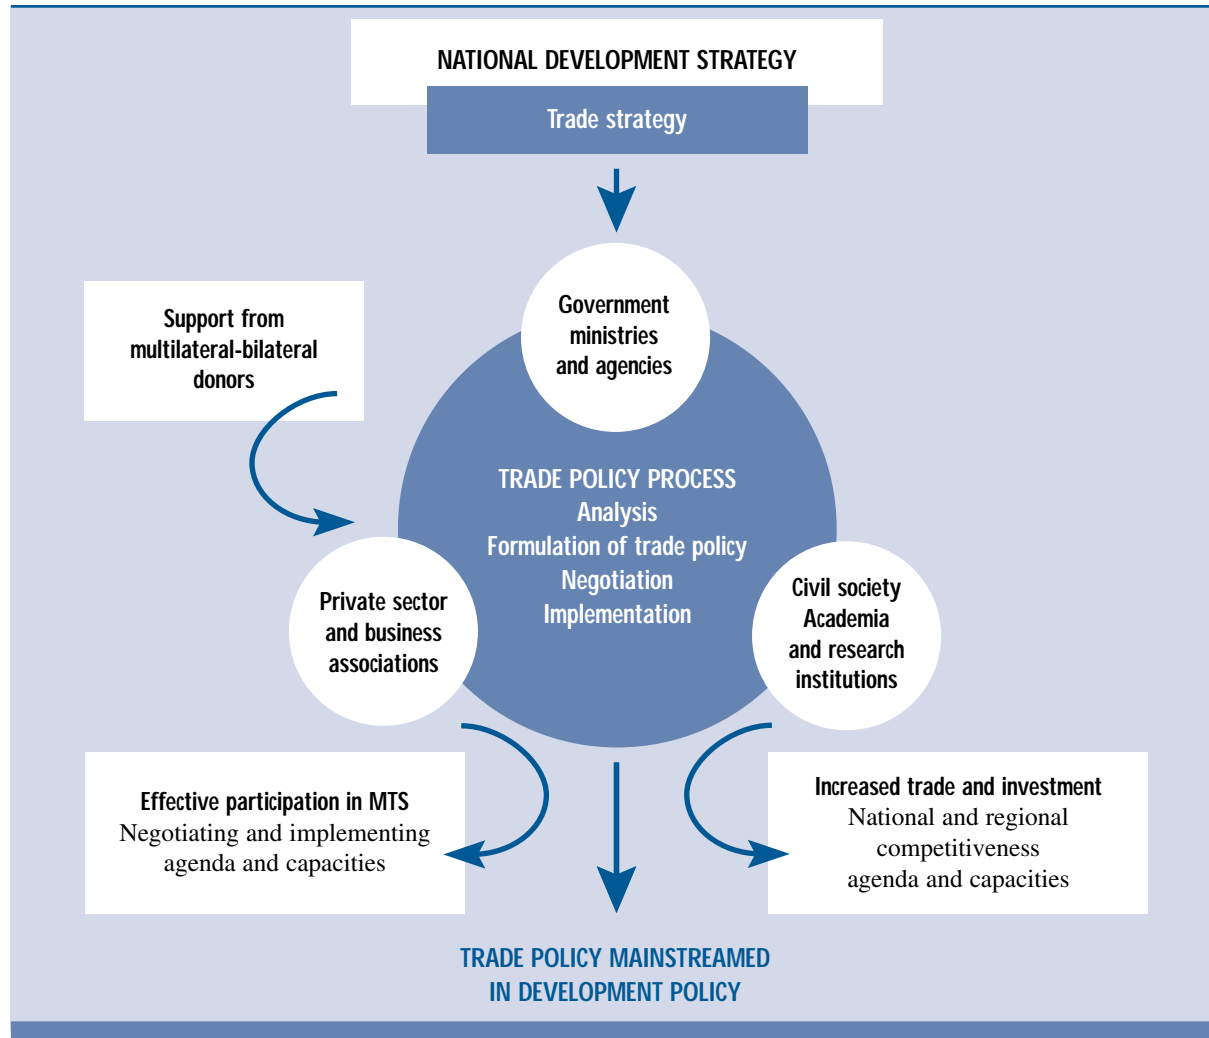 NATIONAL DEVELOPMENT STRATEGY
Trade strategy
Government
ministries
and agencies
Support from
multilateral-bilateral
donors
TRADE POLICY PROCESS
Analysis
Formulation of trade policy
Negotiation
Implementation
Private sector
and business
associations
Civil society
Academia
and research
institutions
Effective participation in MTS
Negotiating and implementing
agenda and capacities
Increased trade and investment
National and regional
competitiveness
agenda and capacities
TRADE POLICY MAINSTREAMED
IN DEVELOPMENT POLICY